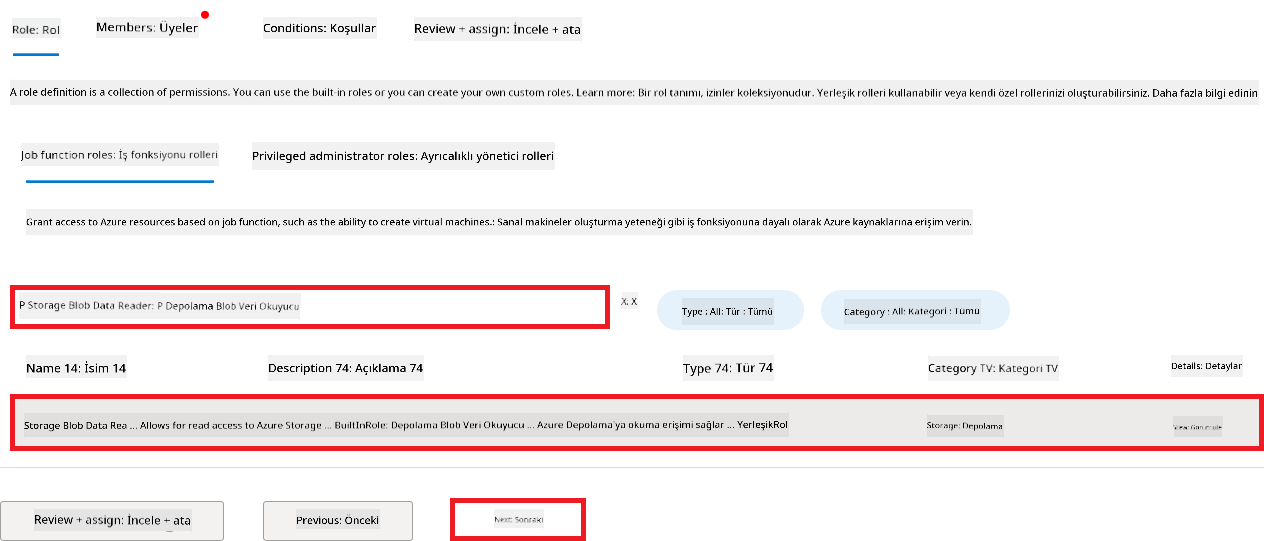 Role: Rol
Members: Üyeler
Conditions: Koşullar
Review + assign: İncele + ata
A role definition is a collection of permissions. You can use the built-in roles or you can create your own custom roles. Learn more: Bir rol tanımı, izinler koleksiyonudur. Yerleşik rolleri kullanabilir veya kendi özel rollerinizi oluşturabilirsiniz. Daha fazla bilgi edinin
Job function roles: İş fonksiyonu rolleri
Privileged administrator roles: Ayrıcalıklı yönetici rolleri
Grant access to Azure resources based on job function, such as the ability to create virtual machines.: Sanal makineler oluşturma yeteneği gibi iş fonksiyonuna dayalı olarak Azure kaynaklarına erişim verin.
P Storage Blob Data Reader: P Depolama Blob Veri Okuyucu
X: X
Type : All: Tür : Tümü
Category : All: Kategori : Tümü
Name 14: İsim 14
Description 74: Açıklama 74
Type 74: Tür 74
Category TV: Kategori TV
Details: Detaylar
Storage Blob Data Rea ... Allows for read access to Azure Storage ... BuiltInRole: Depolama Blob Veri Okuyucu ... Azure Depolama'ya okuma erişimi sağlar ... YerleşikRol
Storage: Depolama
View: Görüntüle
Review + assign: İncele + ata
Previous: Önceki
Next: Sonraki